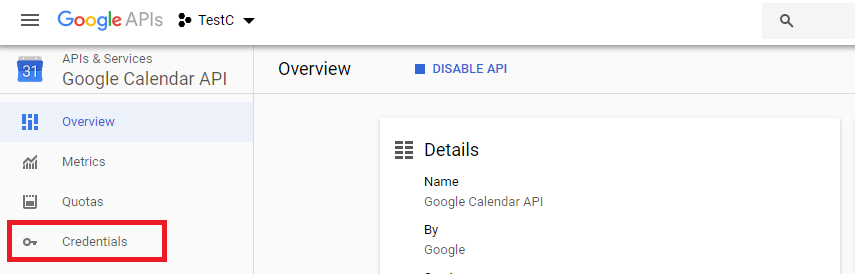 Google APIs TestC
31
APIs & Services
Google Calendar API
Overview
DISABLE API
Overview
Metrics
Quotas
Credentials
Details
Name
Google Calendar API
By
Google